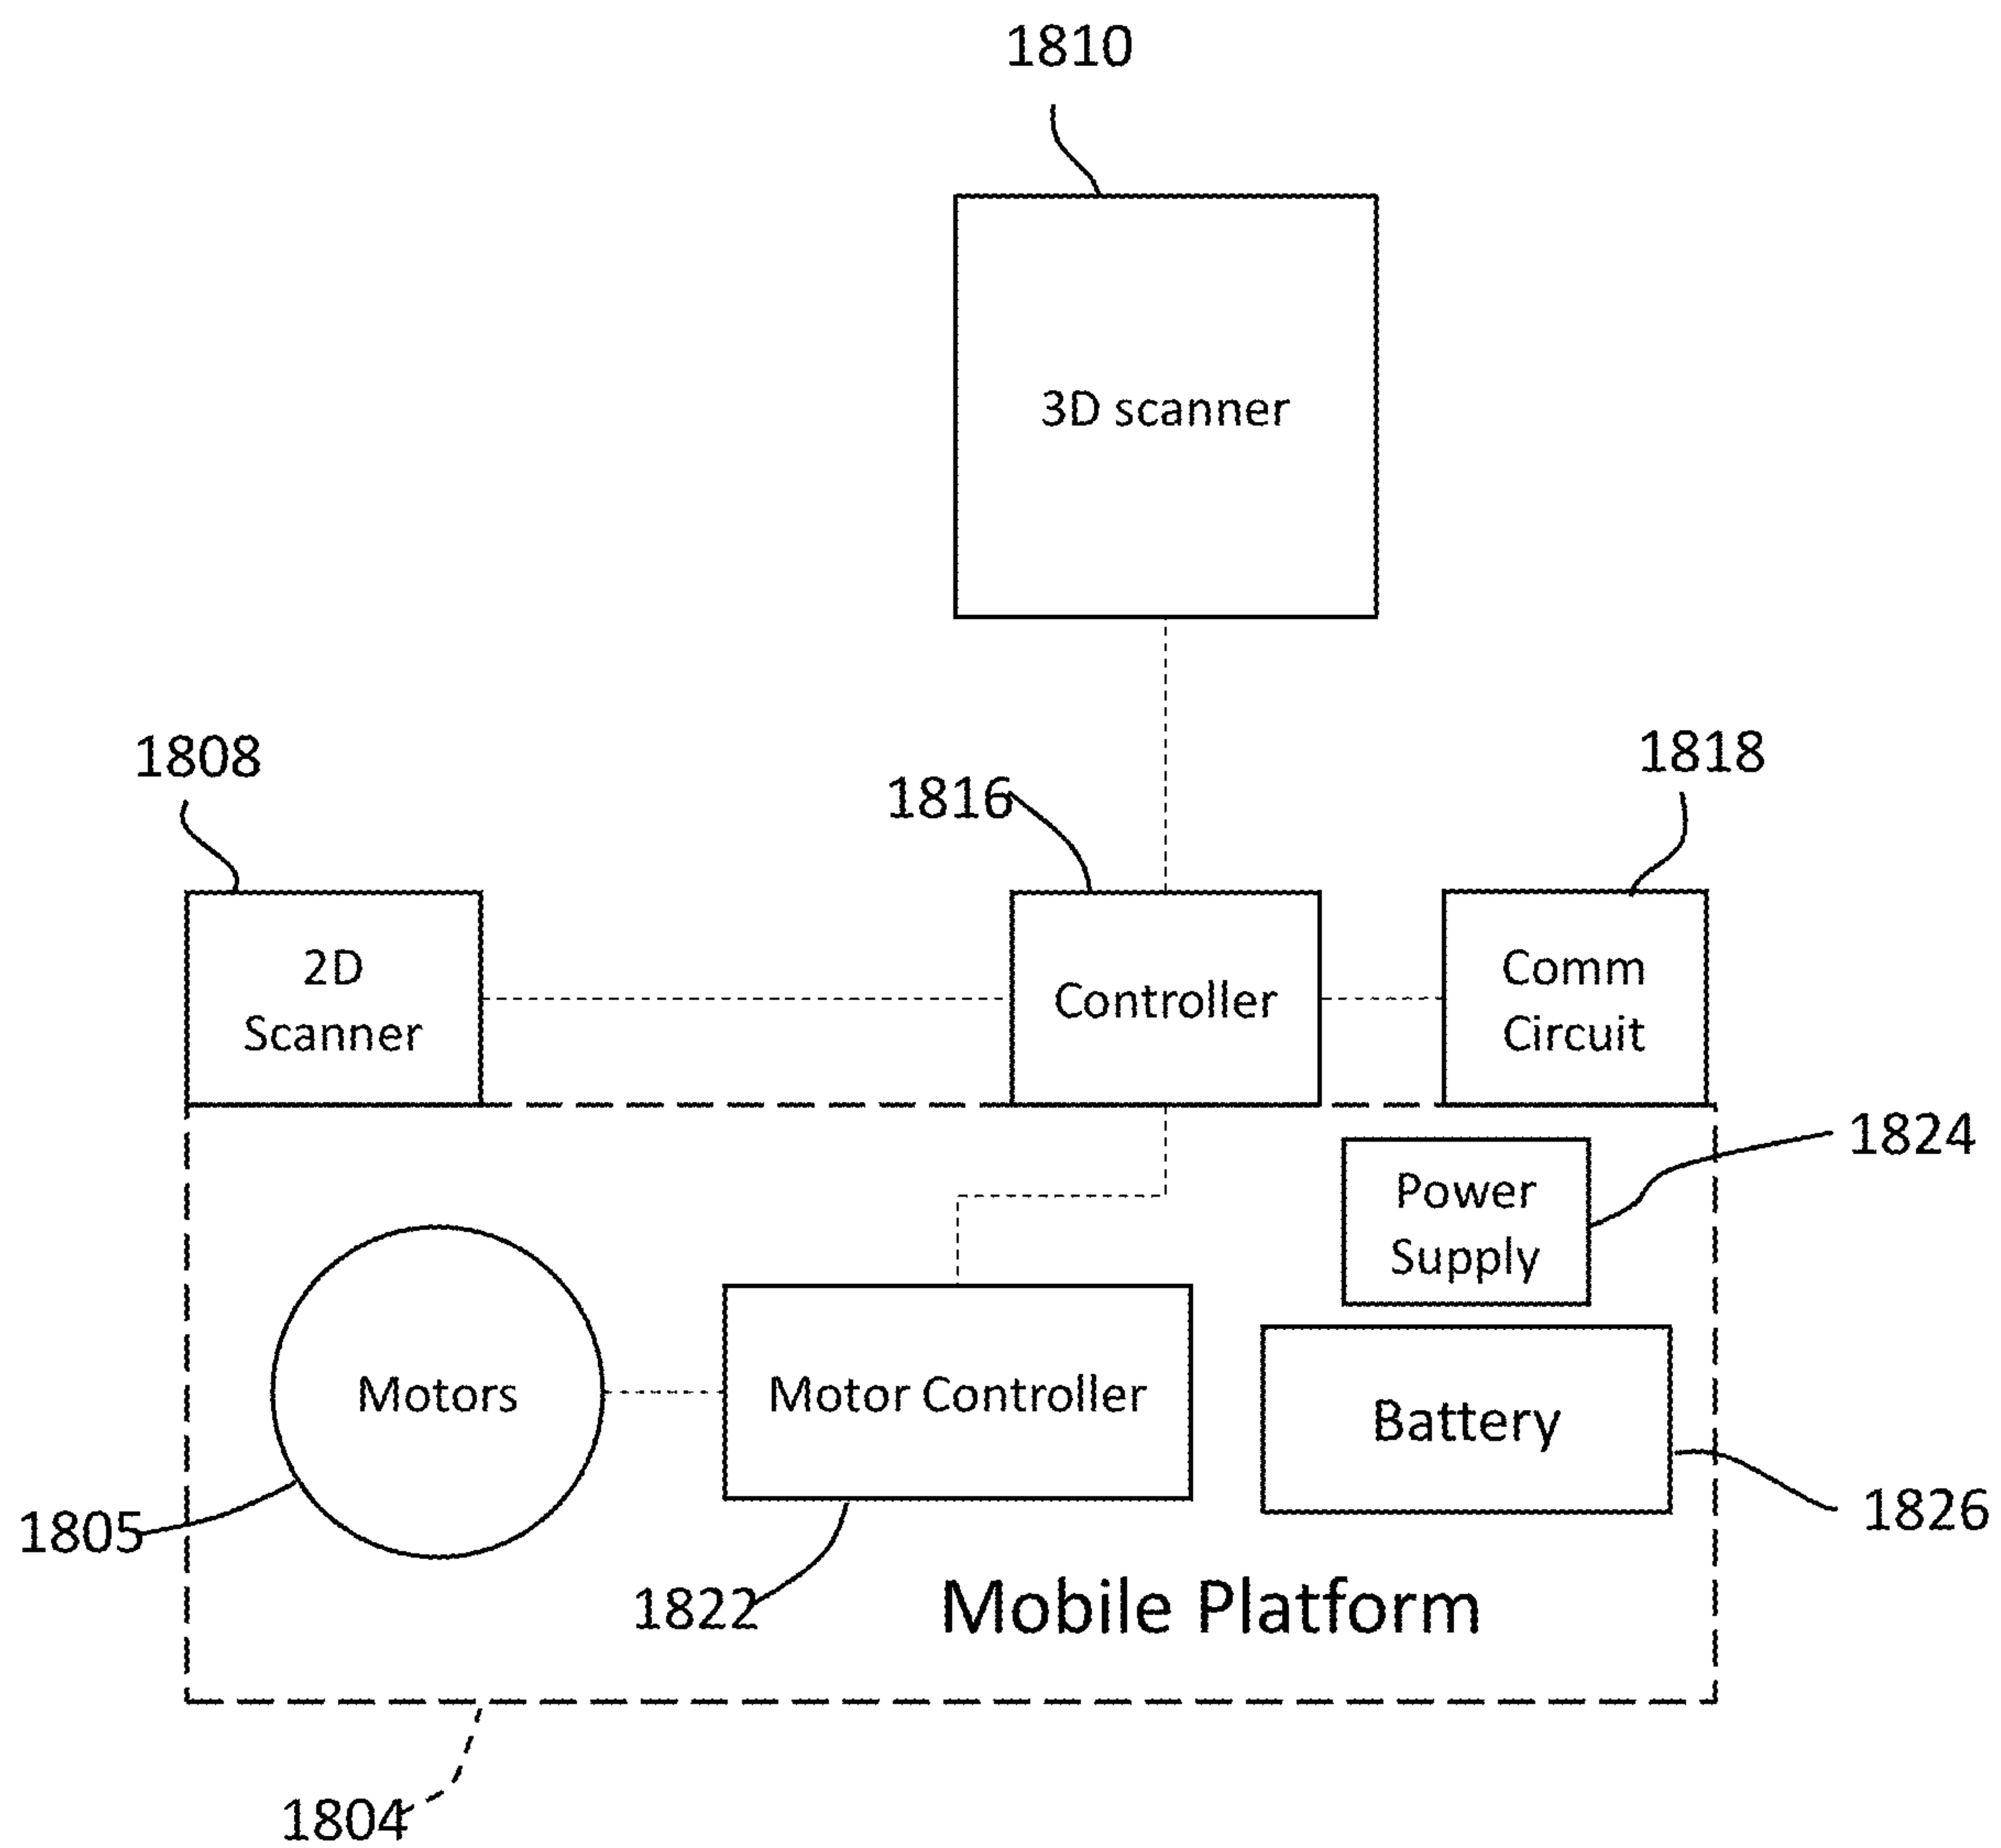 1810
3D scanner
1808
1816
1818
2D
Scanner
Controller
Comm
Circuit
1824
Power
Supply
Motors
Motor Controller
Battery
1805
1822
1826
Mobile Platform
1804